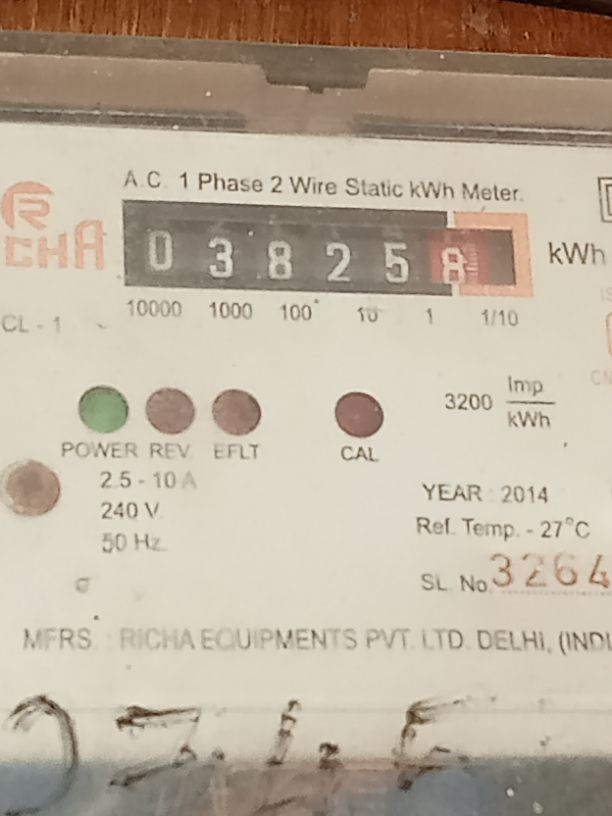 A.C. 1 Phase 2 Wire Static kWh Meter.
R
CHA
0 3 8 2 5 8
kWh
10000 1000 100 10 1 1/10
CL - 1
3200 Imp/kWh
POWER REV. EFLT CAL
2.5 - 10 A
240 V.
50 Hz.
YEAR : 2014
Ref. Temp. - 27°C
SL. No. 3264
MFRS. : RICHA EQUIPMENTS PVT. LTD. DELHI, (INDI